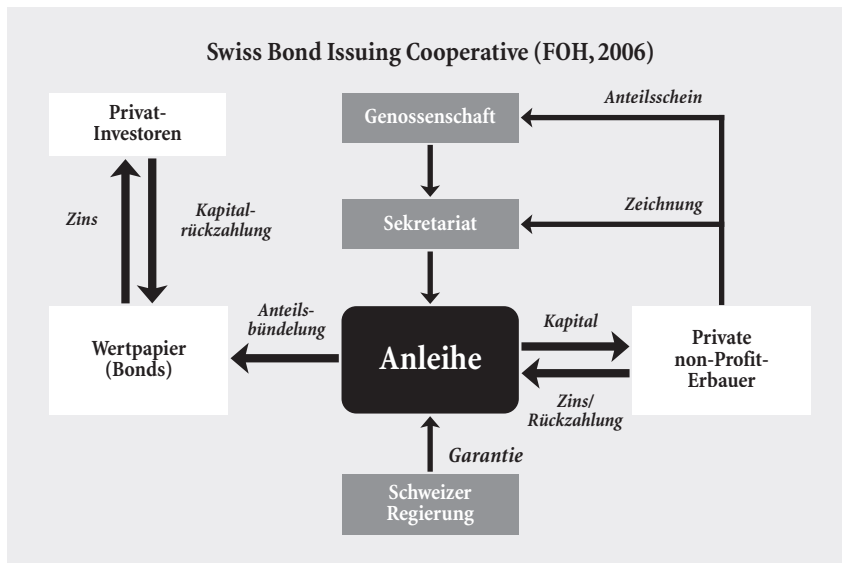 Swiss Bond Issuing Cooperative (FOH, 2006)
Privat-
Investoren
Genossenschaft
Anteilsschein
Zins
Kapital-
rückzahlung
Sekretariat
Zeichnung
Wertpapier
(Bonds)
Anteils-
bündelung
Anleihe
Kapital
Zins/
Rückzahlung
Private
non-Profit-
Erbauer
Garantie
Schweizer
Regierung